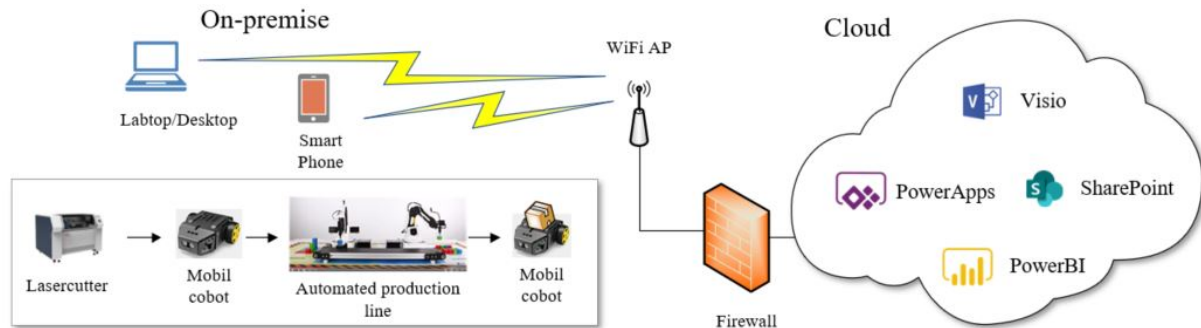 On-premise
Cloud
WiFi AP
Labtop/Desktop
Smart
Phone
V
Visio
PowerApps
S
SharePoint
PowerBI
Lasercutter
Mobil
cobot
Automated production
line
Mobil
cobot
Firewall